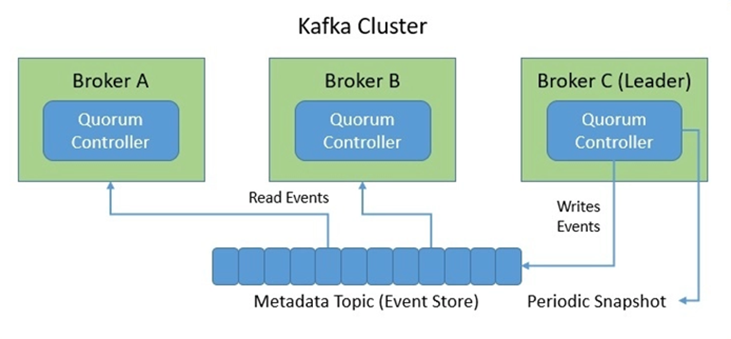 Kafka Cluster
Broker A
Quorum
Controller
Broker B
Quorum
Controller
Broker C (Leader)
Quorum
Controller
Read Events
Writes
Events
Metadata Topic (Event Store)
Periodic Snapshot